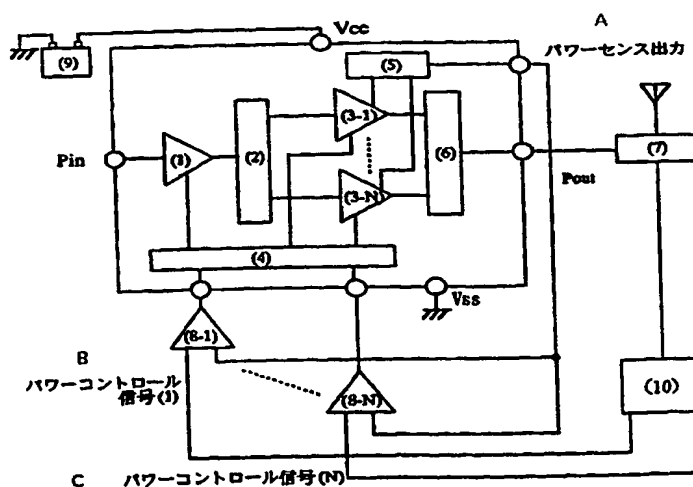 Vcc
A
パワーセンス出力
(9)
(5)
(3-1)
(1)
(2)
(6)
(7)
Pin
Pout
(3-N)
(4)
Vss
(8-1)
B
パワーコントロール
信号(1)
(8-N)
(10)
C パワーコントロール信号(N)